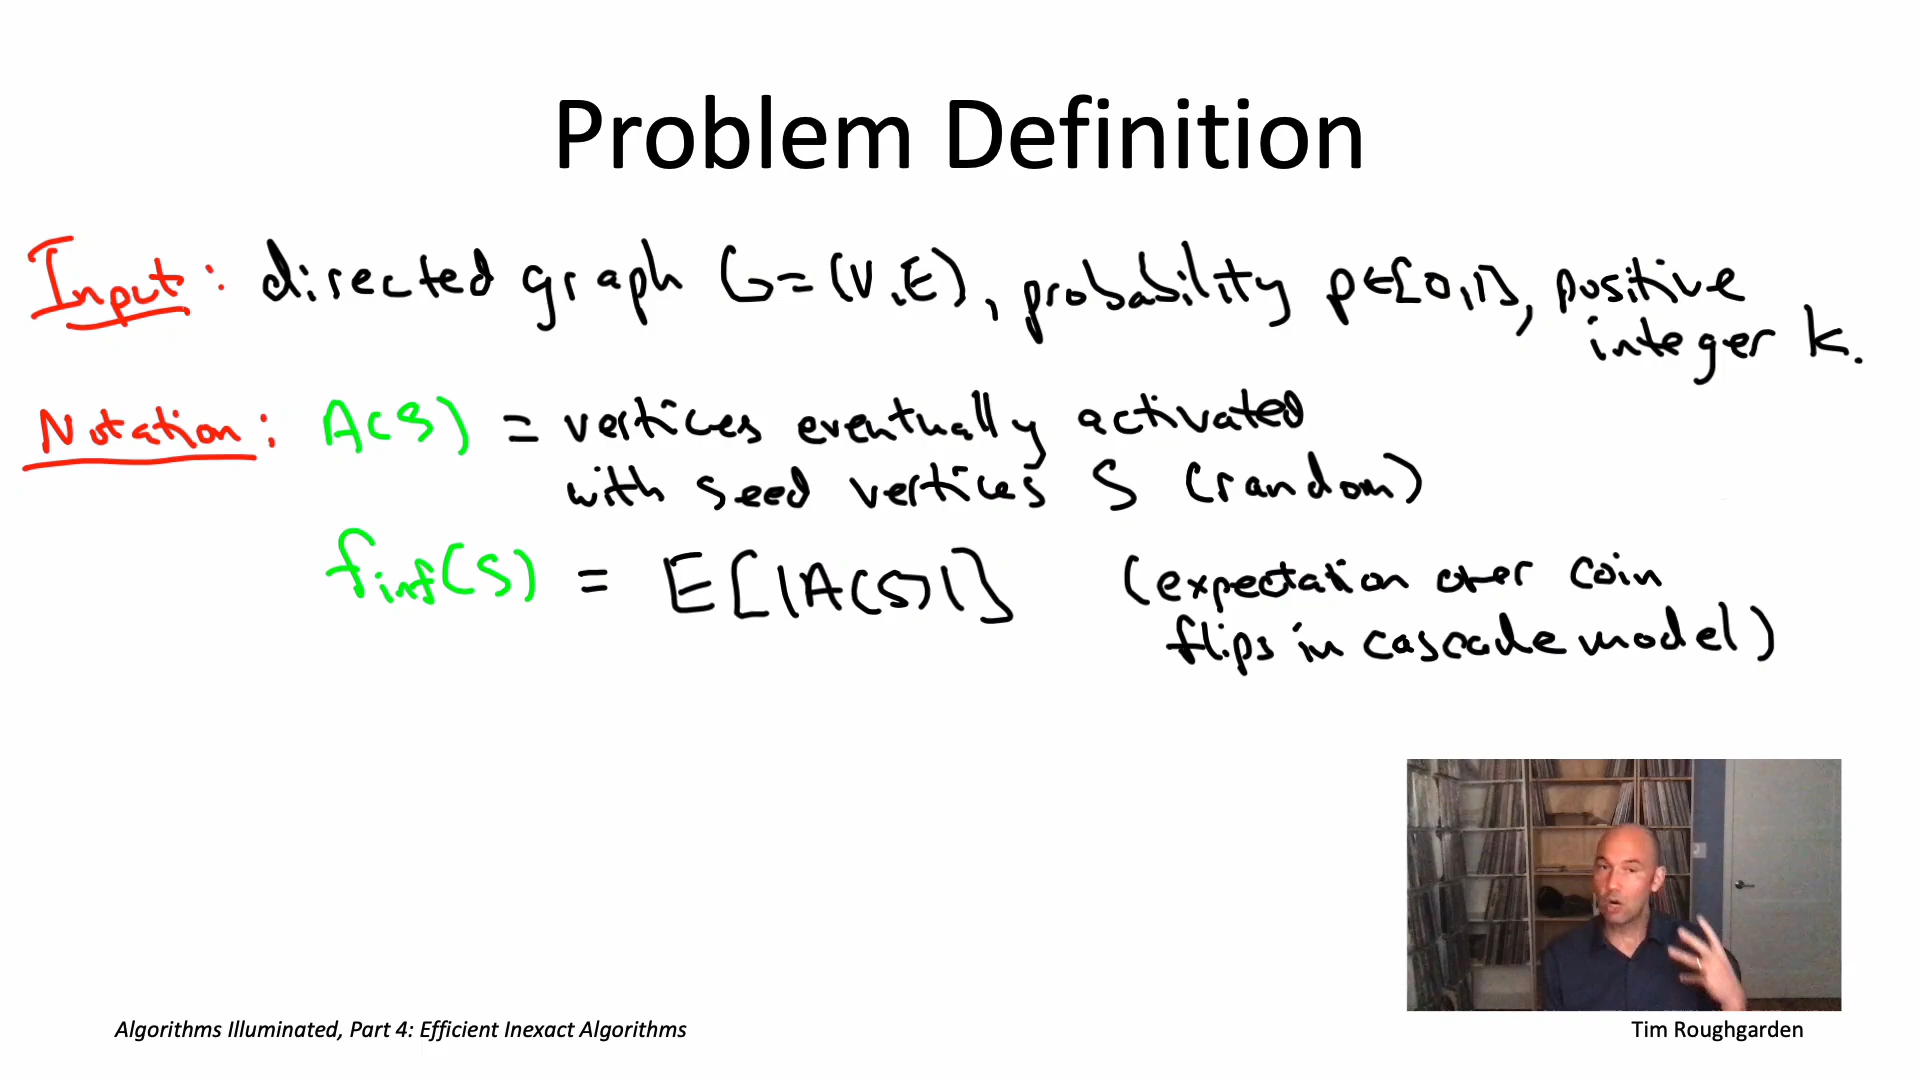 Problem Definition
Input: directed graph G=(V,E), probability p∈[0,1], positive
integer k.
Notation: A(S) = vertices eventually activated
with seed vertices S (random)
f_inf(S) = E[|A(S)|] (expectation over coin
flips in cascade model)
Algorithms Illuminated, Part 4: Efficient Inexact Algorithms
Tim Roughgarden